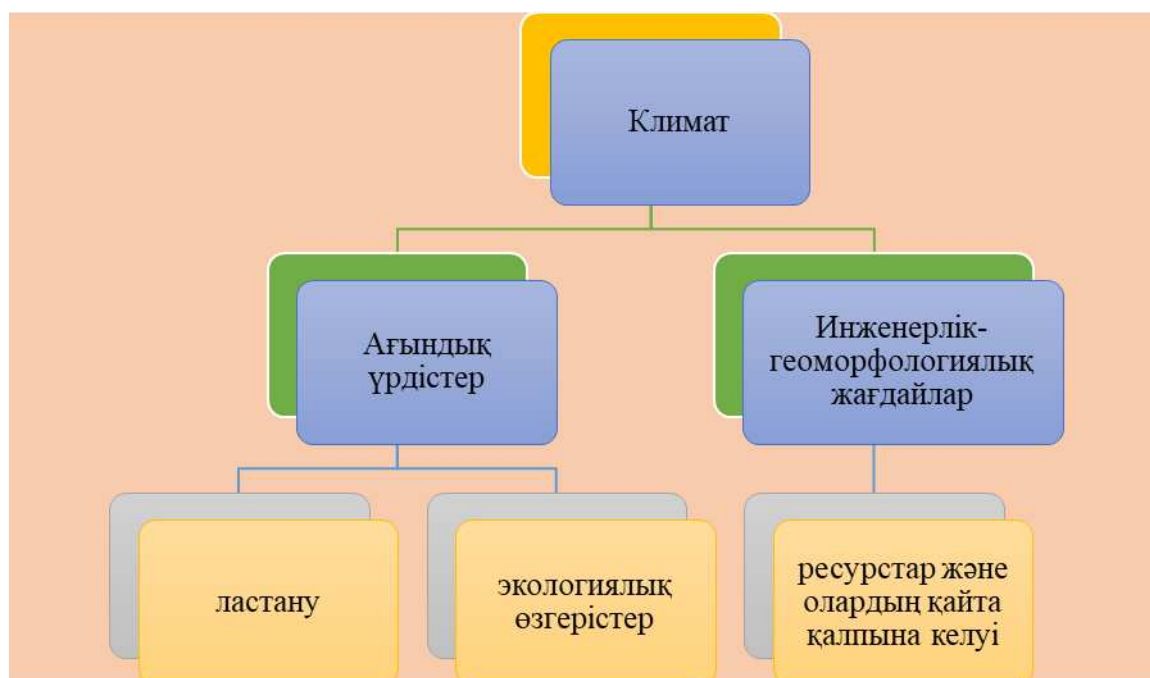 Климат
Ағындық
үрдістер
Инженерлік-
геоморфологиялық
жағдайлар
ластану
экологиялық
өзгерістер
ресурстар және
олардың қайта
қалпына келуі